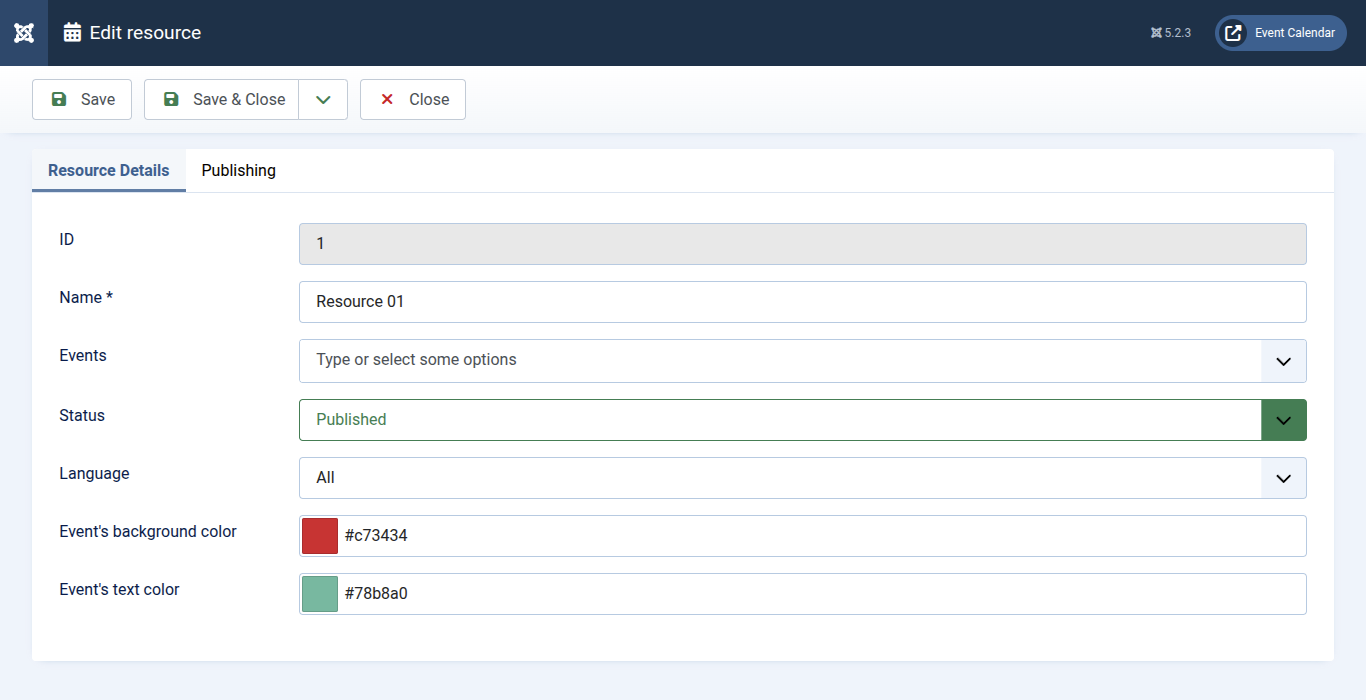 Edit resource
5.2.3
Event Calendar
Save
Save & Close
Close
Resource Details
Publishing
ID
1
Name *
Resource 01
Events
Type or select some options
Status
Published
Language
All
Event's background color
#c73434
Event's text color
#78b8a0